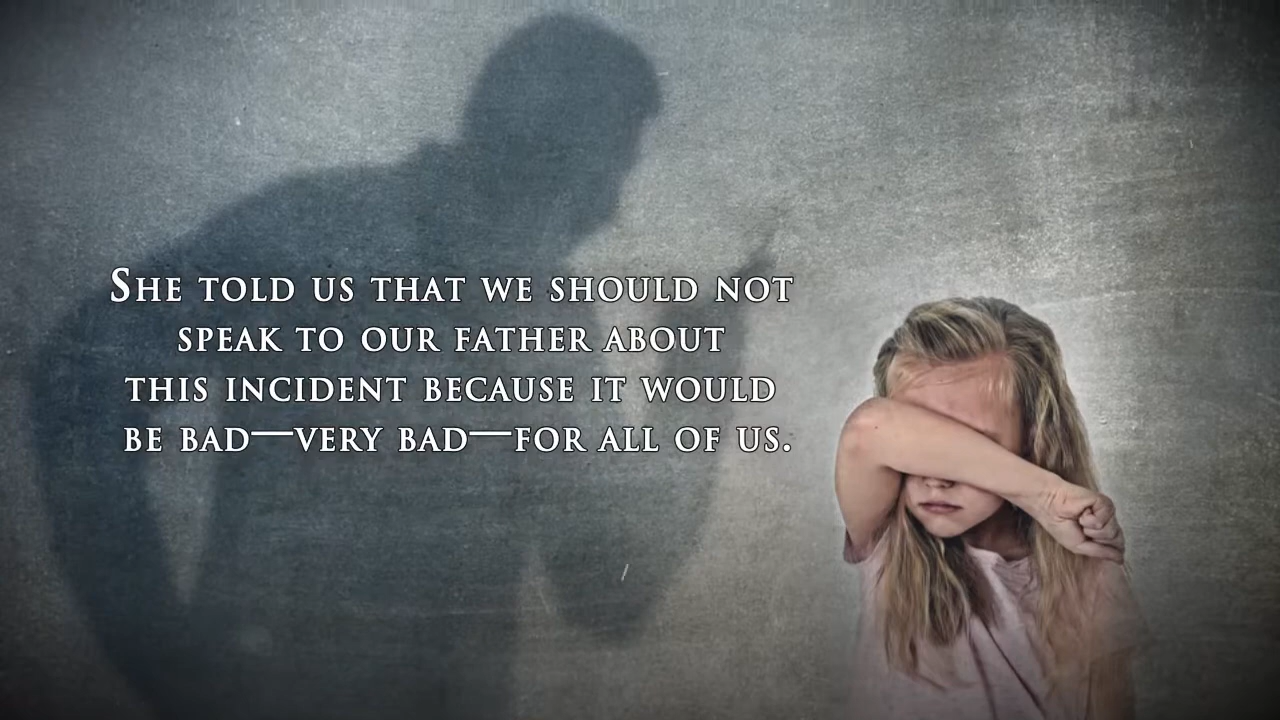 She told us that we should not
speak to our father about
this incident because it would
be bad—very bad—for all of us.